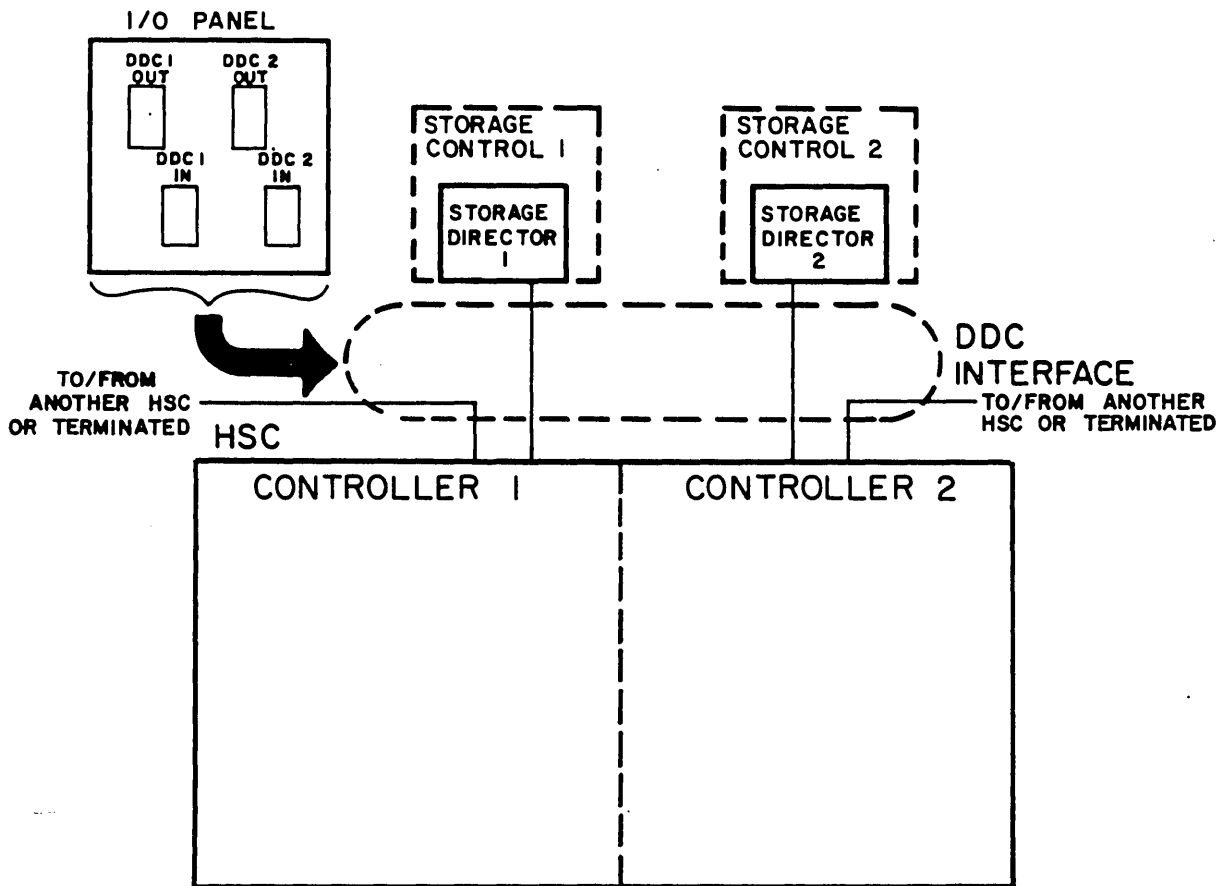 I/O PANEL
DDC 1
OUT
DDC 2
OUT
DDC 1
IN
DDC 2
IN
STORAGE
CONTROL 1
STORAGE
DIRECTOR
1
STORAGE
CONTROL 2
STORAGE
DIRECTOR
2
DDC
INTERFACE
TO/FROM
ANOTHER HSC
OR TERMINATED
TO/FROM ANOTHER
HSC OR TERMINATED
HSC
CONTROLLER 1
CONTROLLER 2